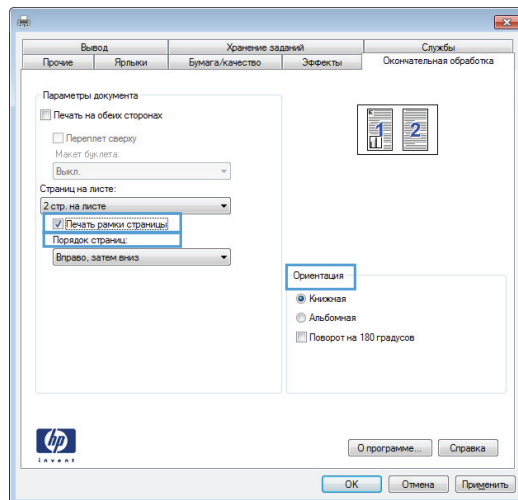 Вывод Хранение заданий Службы
Прочие Ярлыки Бумага/качество Эффекты Окончательная обработка
Параметры документа
Печать на обеих сторонах
Переплет сверху
Макет буклета:
Выкл.
Страниц на листе:
2 стр. на листе
Печать рамки страницы
Порядок страниц:
Вправо, затем вниз
1 2
Ориентация
Книжная
Альбомная
Поворот на 180 градусов
hp
invent
О программе... Справка
OK Отмена Применить